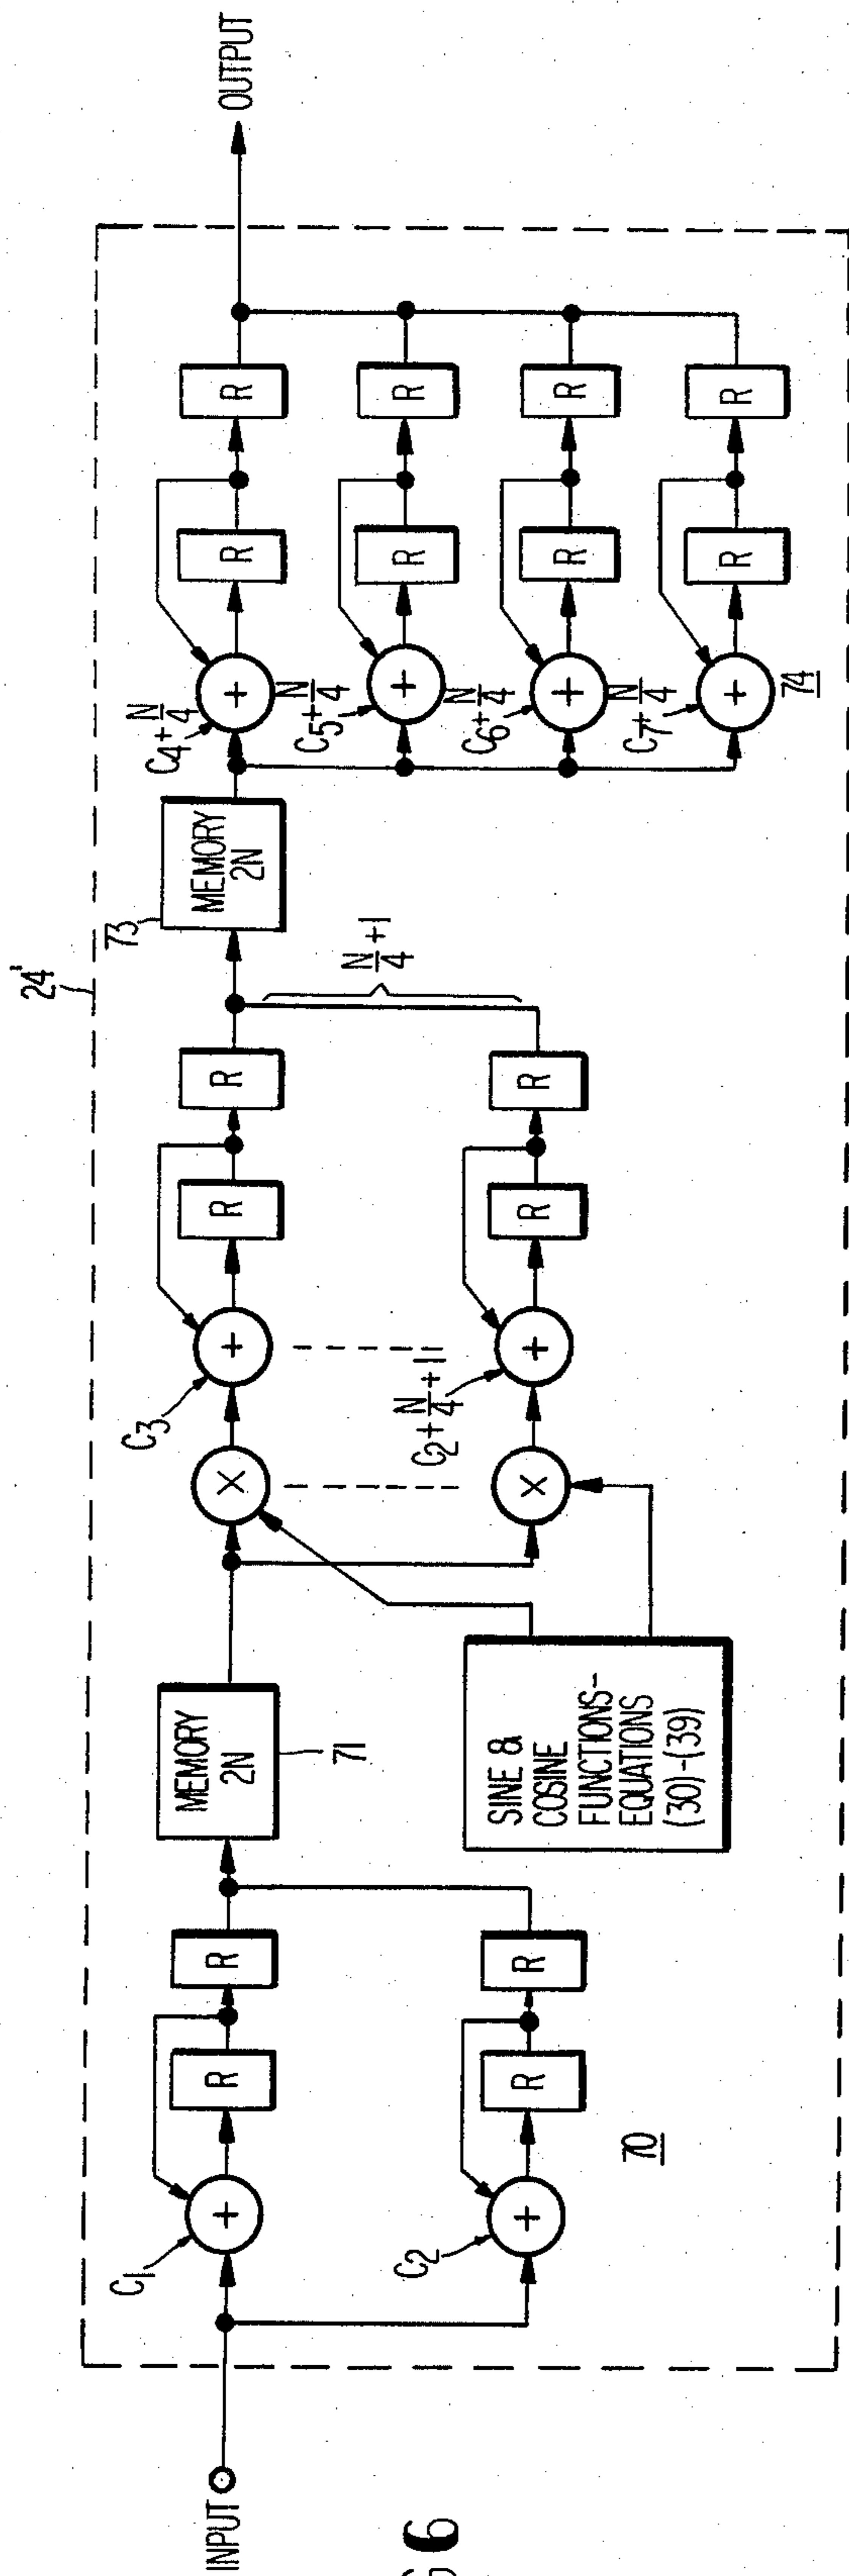 INPUT
24'
C1
R
R
C2
R
R
70
MEMORY
2N
71
SINE &
COSINE
FUNCTIONS-
EQUATIONS
(30)-(39)
X
X
C3
+
R
R
C2+N/4+1
+
R
R
N/4+1
73
MEMORY
2N
C4+N/4
+
R
R
C5+N/4
+
R
R
C6+N/4
+
R
R
C7+N/4
+
R
R
74
OUTPUT
G 6